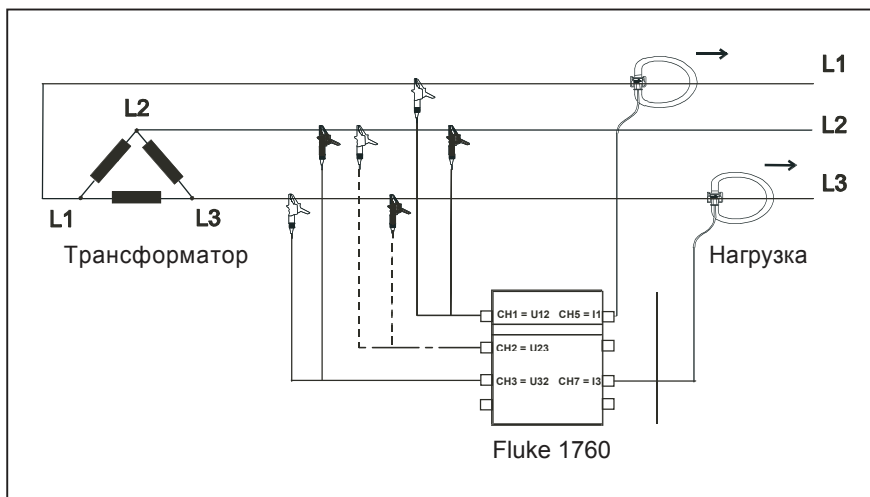 L1
L2
L2
L3
L1
L3
Трансформатор
Нагрузка
CH1 = U12 CH5 = I1
CH2 = U23
CH3 = U32 CH7 = I3
Fluke 1760